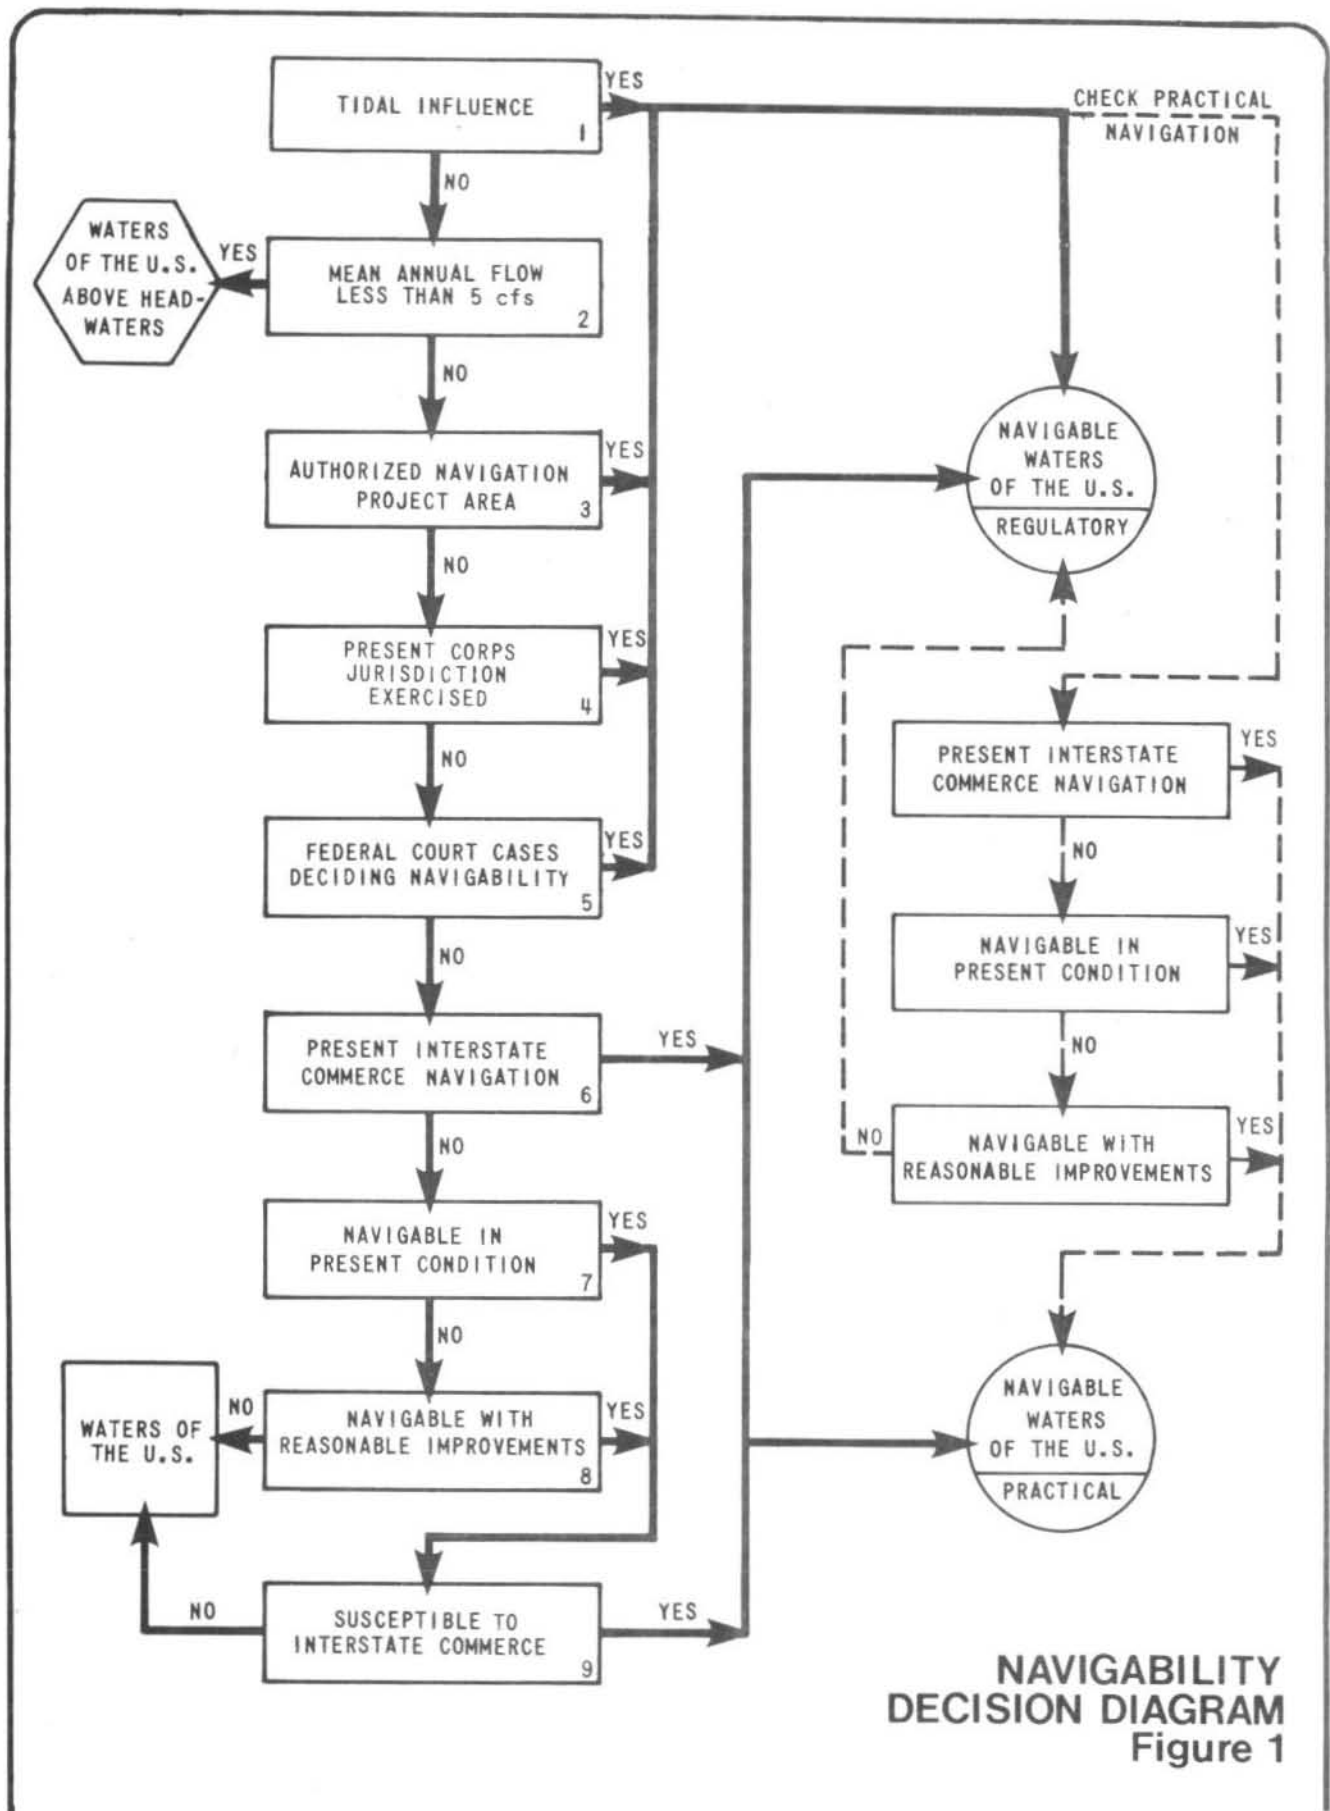 TIDAL INFLUENCE
1
YES
NO
CHECK PRACTICAL
NAVIGATION
WATERS
OF THE U.S.
ABOVE HEAD-
WATERS
YES
MEAN ANNUAL FLOW
LESS THAN 5 cfs
2
NO
AUTHORIZED NAVIGATION
PROJECT AREA
3
YES
NO
PRESENT CORPS
JURISDICTION
EXERCISED
4
YES
NO
FEDERAL COURT CASES
DECIDING NAVIGABILITY
5
YES
NO
PRESENT INTERSTATE
COMMERCE NAVIGATION
6
YES
NO
NAVIGABLE IN
PRESENT CONDITION
7
YES
NO
WATERS OF
THE U.S.
NO
NAVIGABLE WITH
REASONABLE IMPROVEMENTS
8
YES
NO
SUSCEPTIBLE TO
INTERSTATE COMMERCE
9
YES
NAVIGABLE
WATERS
OF THE U.S.
REGULATORY
PRESENT INTERSTATE
COMMERCE NAVIGATION
YES
NO
NAVIGABLE IN
PRESENT CONDITION
YES
NO
NO
NAVIGABLE WITH
REASONABLE IMPROVEMENTS
YES
NAVIGABLE
WATERS
OF THE U.S.
PRACTICAL
NAVIGABILITY
DECISION DIAGRAM
Figure 1